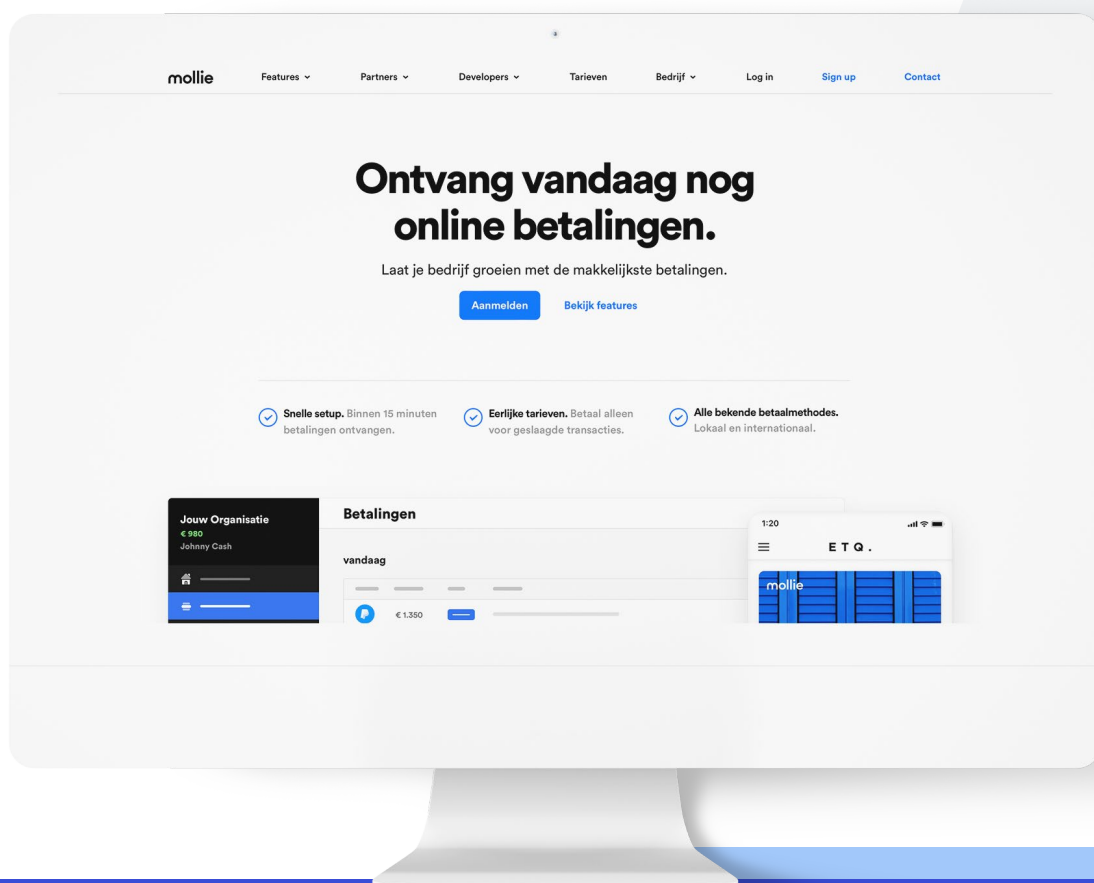 mollie Features Partners Developers Tarieven Bedrijf Log in Sign up Contact
Ontvang vandaag nog
online betalingen.
Laat je bedrijf groeien met de makkelijkste betalingen.
Aanmelden Bekijk features
Snelle setup. Binnen 15 minuten
betalingen ontvangen.
Eerlijke tarieven. Betaal alleen
voor geslaagde transacties.
Alle bekende betaalmethodes.
Lokaal en internationaal.
Jouw Organisatie
€ 980
Johnny Cash
Betalingen
vandaag
€ 1.350
1:20
ETQ.
mollie